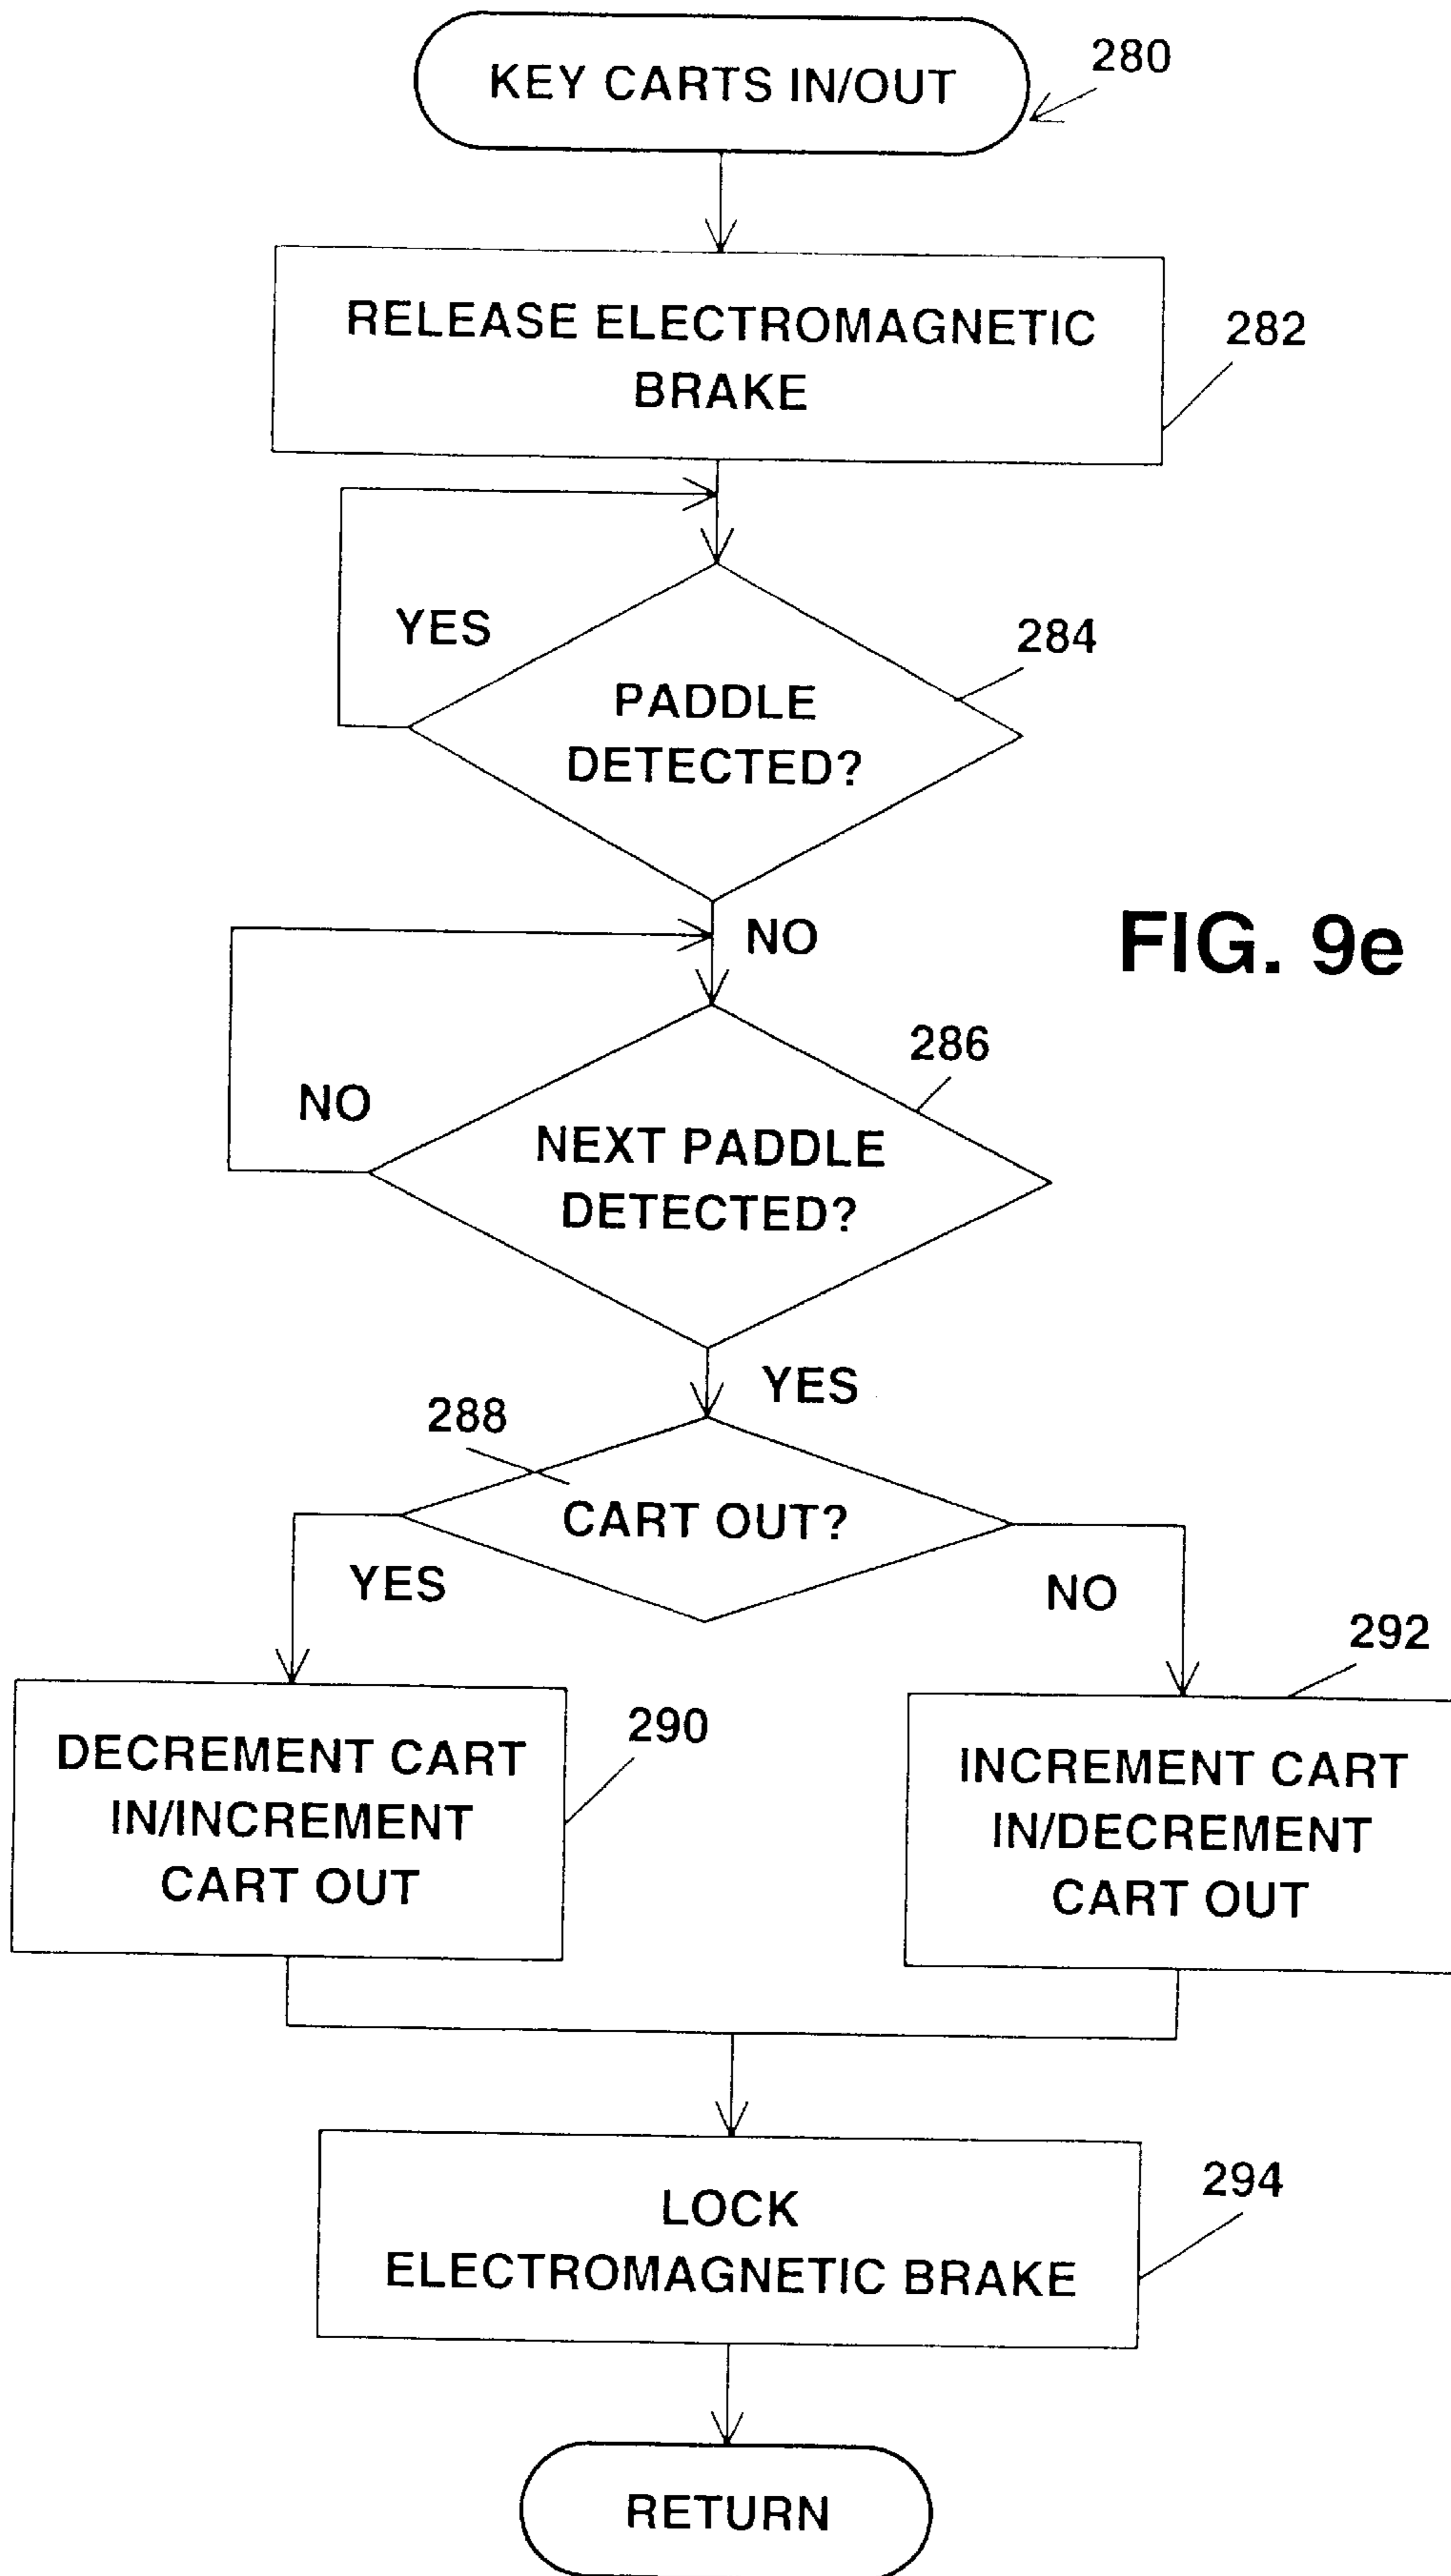 KEY CARTS IN/OUT
280
RELEASE ELECTROMAGNETIC
BRAKE
282
YES
284
PADDLE
DETECTED?
NO
FIG. 9e
286
NO
NEXT PADDLE
DETECTED?
YES
288
CART OUT?
YES
NO
292
290
DECREMENT CART
IN/INCREMENT
CART OUT
INCREMENT CART
IN/DECREMENT
CART OUT
294
LOCK
ELECTROMAGNETIC BRAKE
RETURN